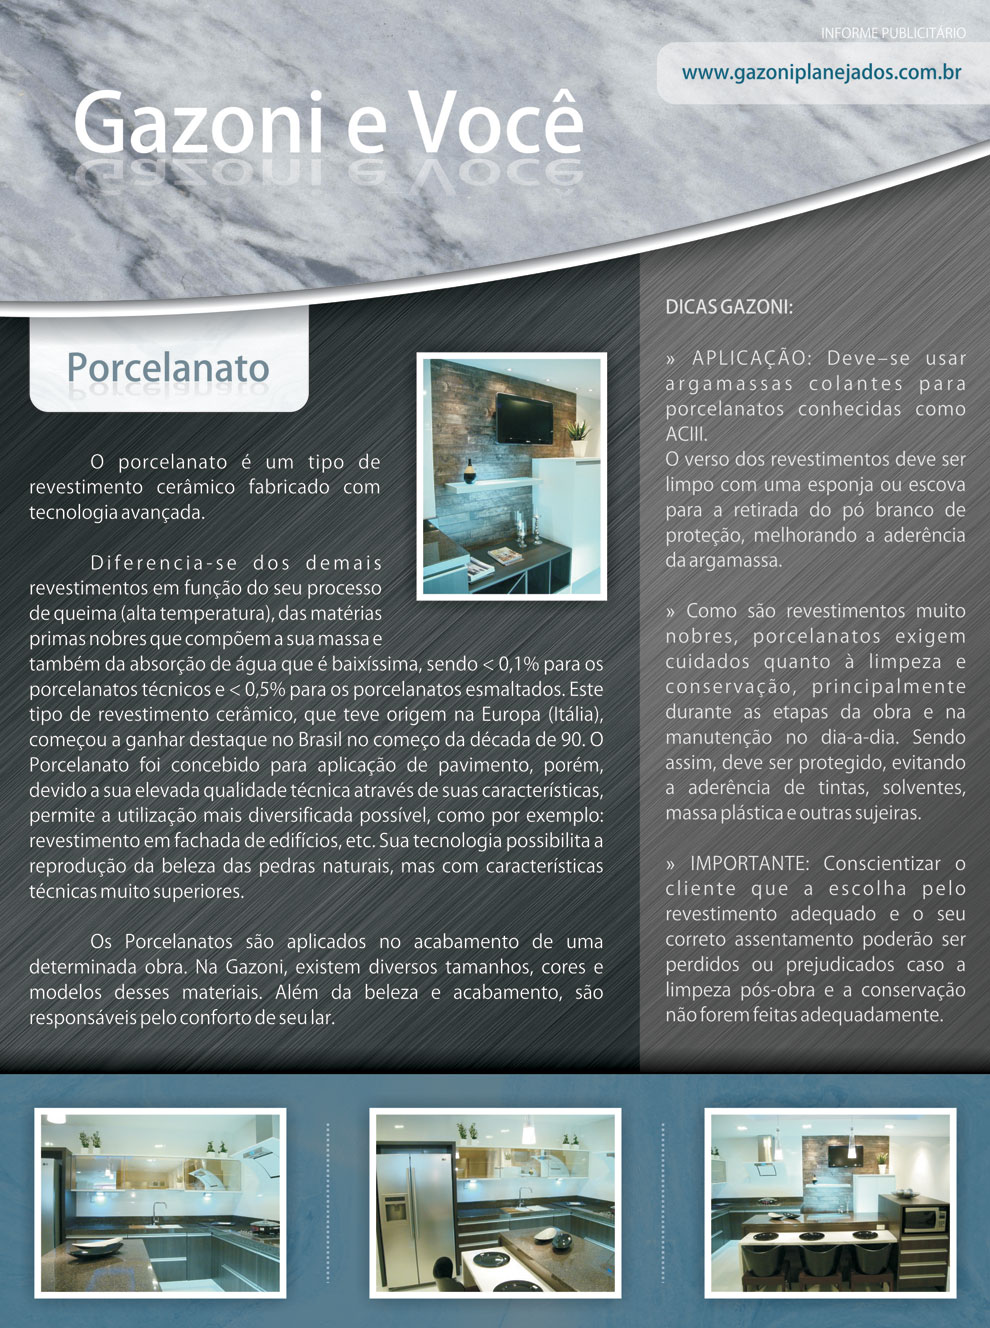 INFORME PUBLICITÁRIO
www.gazoniplanejados.com.br
Gazoni e Você
Porcelanato
O porcelanato é um tipo de
revestimento cerâmico fabricado com
tecnologia avançada.
Diferencia-se dos demais
revestimentos em função do seu processo
de queima (alta temperatura), das matérias
primas nobres que compõem a sua massa e
também da absorção de água que é baixíssima, sendo < 0,1% para os
porcelanatos técnicos e < 0,5% para os porcelanatos esmaltados. Este
tipo de revestimento cerâmico, que teve origem na Europa (Itália),
começou a ganhar destaque no Brasil no começo da década de 90. O
Porcelanato foi concebido para aplicação de pavimento, porém,
devido a sua elevada qualidade técnica através de suas características,
permite a utilização mais diversificada possível, como por exemplo:
revestimento em fachada de edifícios, etc. Sua tecnologia possibilita a
reprodução da beleza das pedras naturais, mas com características
técnicas muito superiores.
Os Porcelanatos são aplicados no acabamento de uma
determinada obra. Na Gazoni, existem diversos tamanhos, cores e
modelos desses materiais. Além da beleza e acabamento, são
responsáveis pelo conforto de seu lar.
DICAS GAZONI:
» APLICAÇÃO: Deve–se usar
argamassas colantes para
porcelanatos conhecidas como
ACIII.
O verso dos revestimentos deve ser
limpo com uma esponja ou escova
para a retirada do pó branco de
proteção, melhorando a aderência
da argamassa.
» Como são revestimentos muito
nobres, porcelanatos exigem
cuidados quanto à limpeza e
conservação, principalmente
durante as etapas da obra e na
manutenção no dia-a-dia. Sendo
assim, deve ser protegido, evitando
a aderência de tintas, solventes,
massa plástica e outras sujeiras.
» IMPORTANTE: Conscientizar o
cliente que a escolha pelo
revestimento adequado e o seu
correto assentamento poderão ser
perdidos ou prejudicados caso a
limpeza pós-obra e a conservação
não forem feitas adequadamente.